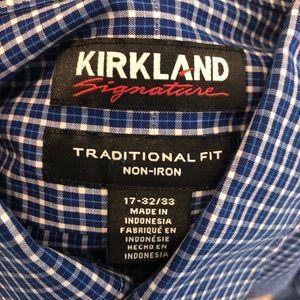 KIRKLAND
Signature
TRADITIONAL FIT
NON-IRON
17-32/33
MADE IN
INDONESIA
FABRIQUÉ EN
INDONÉSIE
HECHO EN
INDONESIA